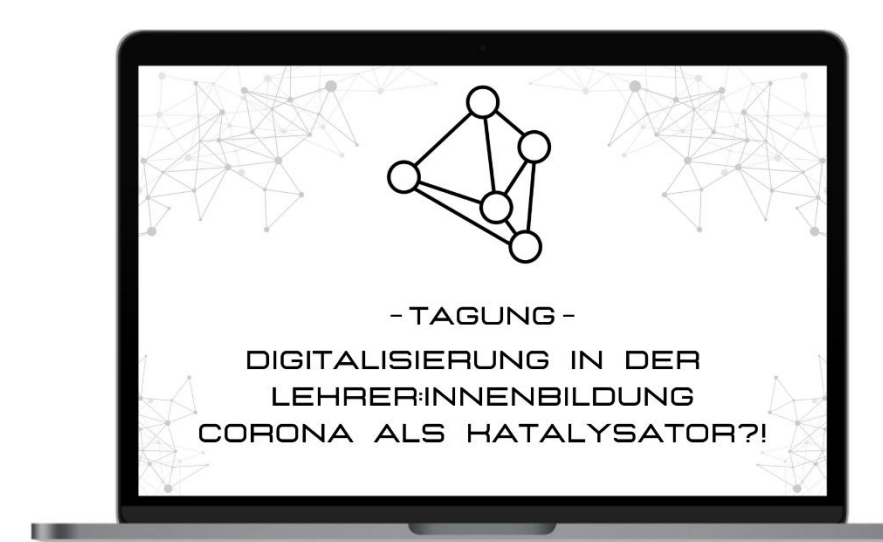 - TAGUNG -
DIGITALISIERUNG IN DER
LEHRER:INNENBILDUNG
CORONA ALS KATALYSATOR?!